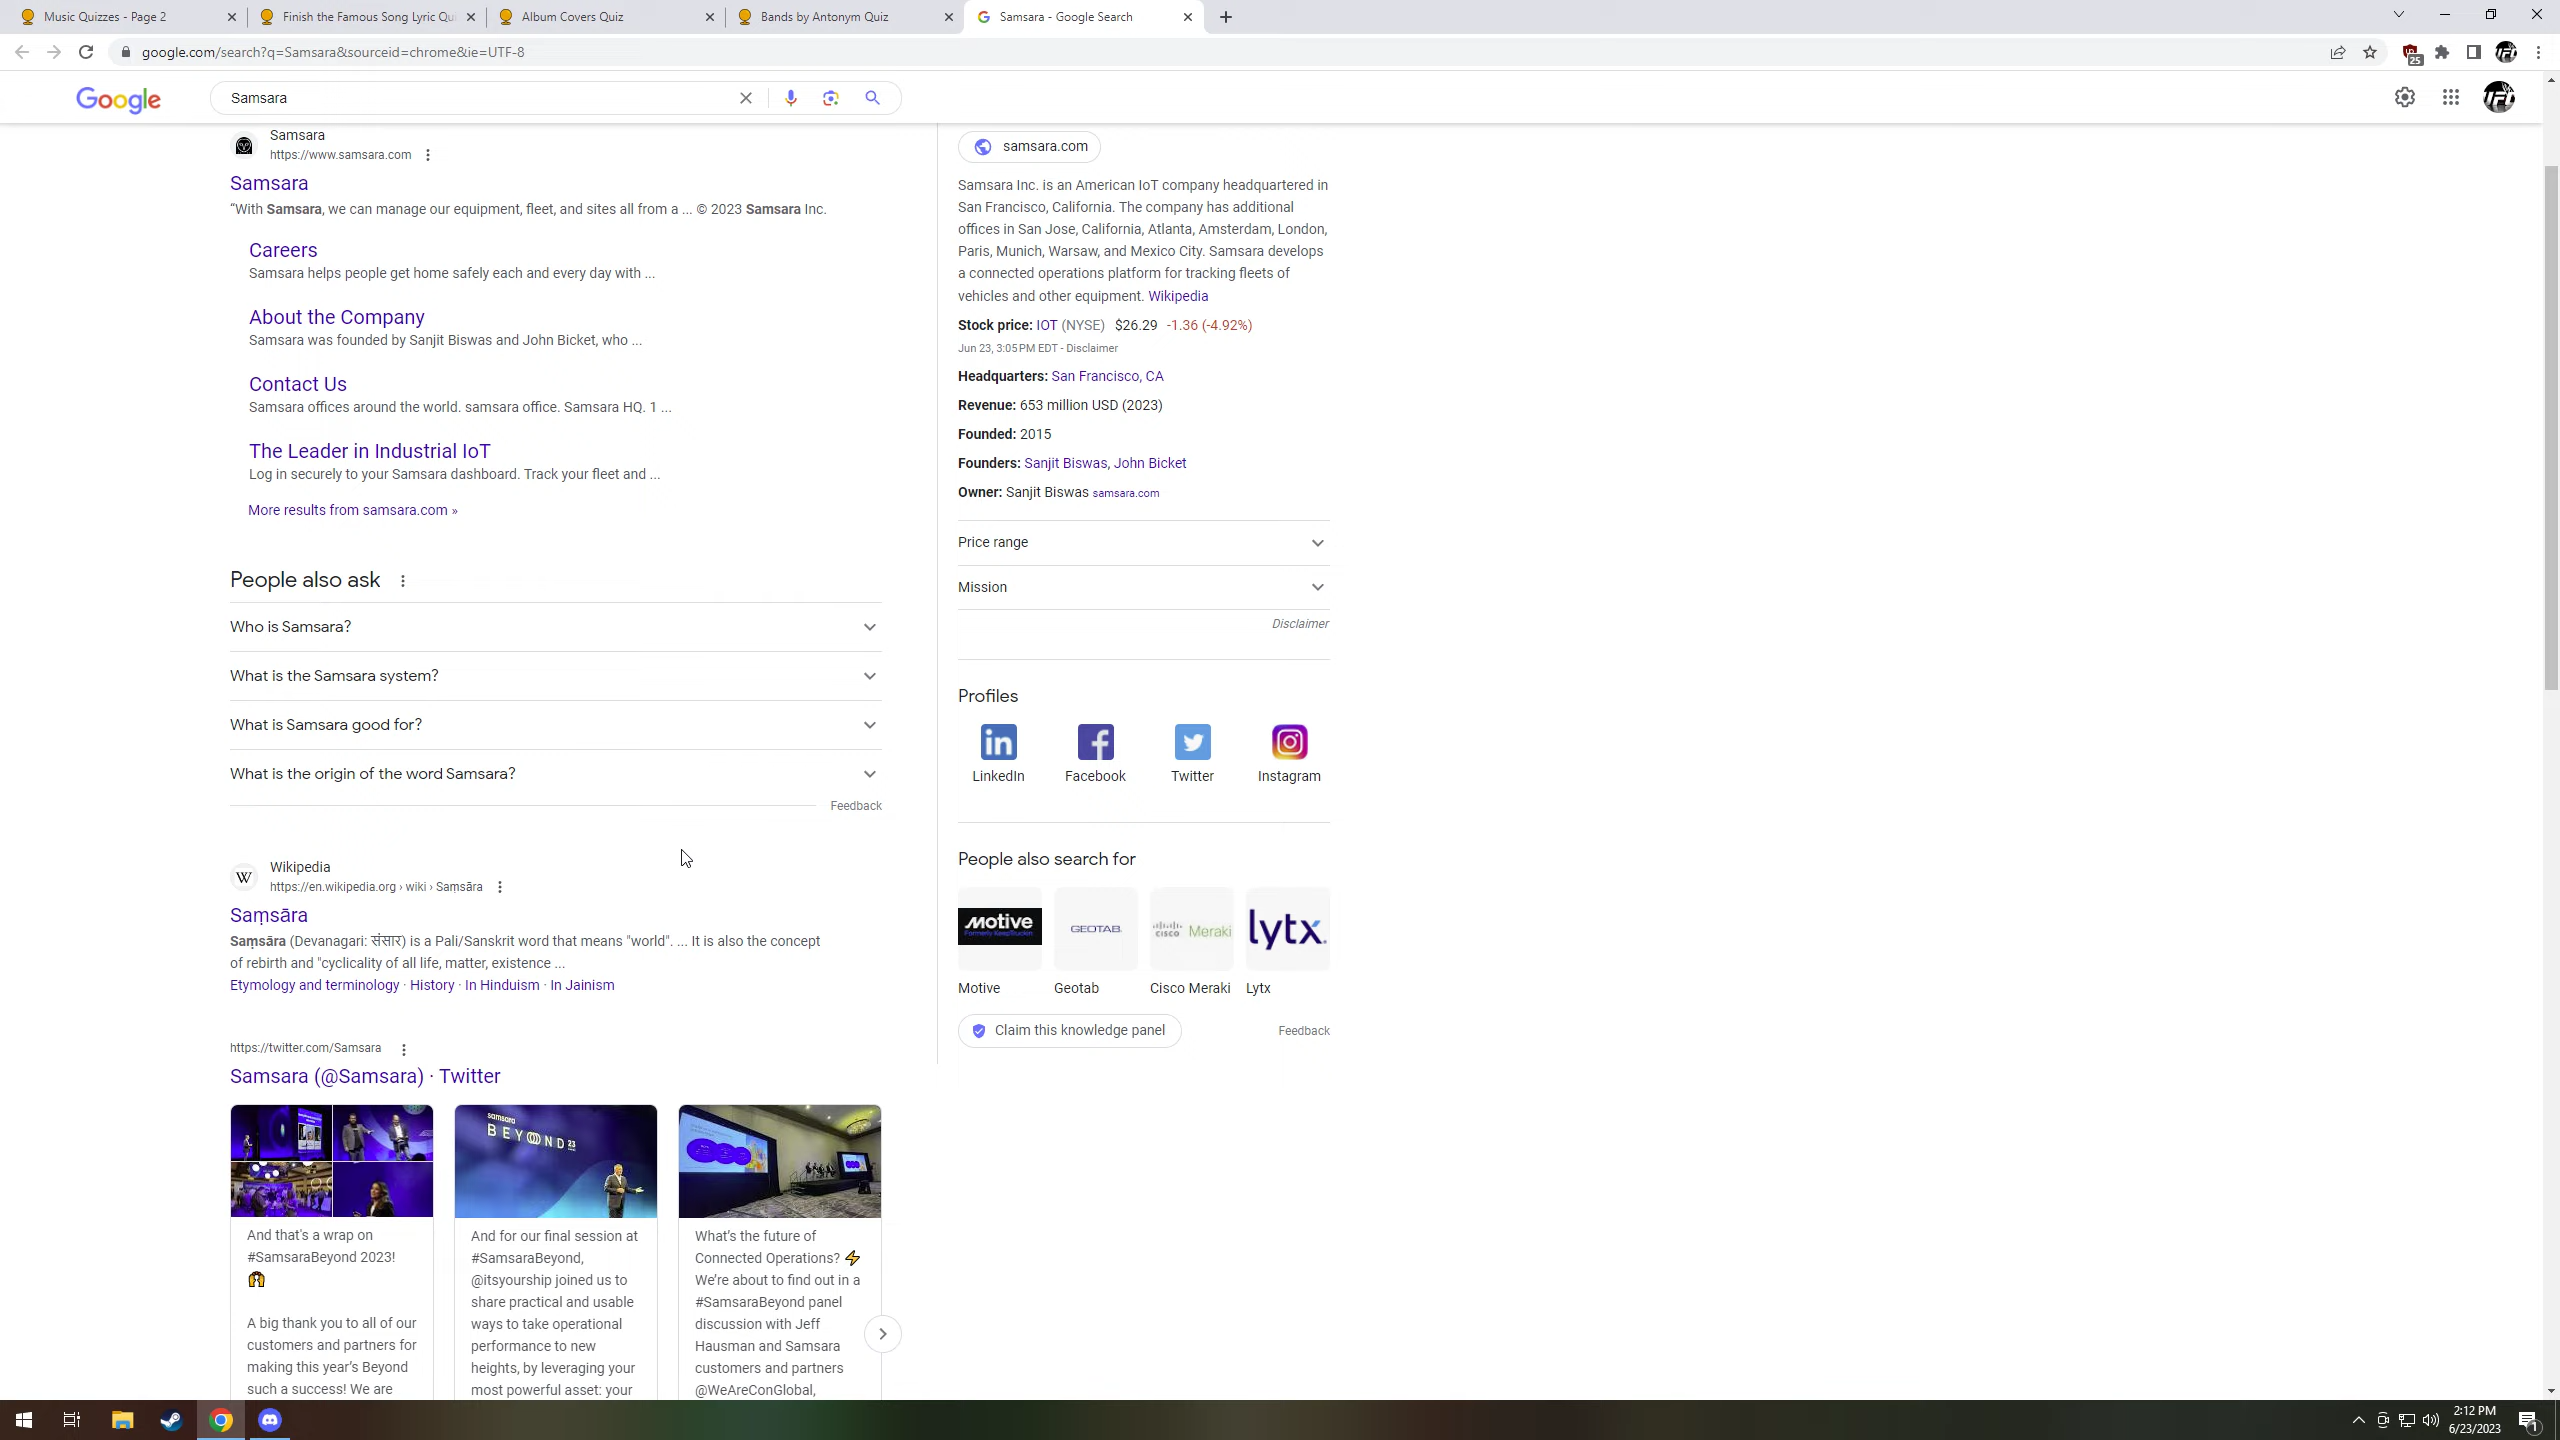 Music Quizzes - Page 2
Finish the Famous Song Lyric Qui
Album Covers Quiz
Bands by Antonym Quiz
Samsara - Google Search
google.com/search?q=Samsara&sourceid=chrome&ie=UTF-8
25
Google
Samsara
Samsara
https://www.samsara.com
Samsara
“With Samsara, we can manage our equipment, fleet, and sites all from a ... © 2023 Samsara Inc.
Careers
Samsara helps people get home safely each and every day with ...
About the Company
Samsara was founded by Sanjit Biswas and John Bicket, who ...
Contact Us
Samsara offices around the world. samsara office. Samsara HQ. 1 ...
The Leader in Industrial IoT
Log in securely to your Samsara dashboard. Track your fleet and ...
More results from samsara.com »
People also ask
Who is Samsara?
What is the Samsara system?
What is Samsara good for?
What is the origin of the word Samsara?
Feedback
Wikipedia
https://en.wikipedia.org › wiki › Saṃsāra
Saṃsāra
Saṃsāra (Devanagari: संसार) is a Pali/Sanskrit word that means "world". ... It is also the concept
of rebirth and "cyclicality of all life, matter, existence ...
Etymology and terminology · History · In Hinduism · In Jainism
https://twitter.com/Samsara
Samsara (@Samsara) · Twitter
samsara
BEYOND 23
And that's a wrap on
#SamsaraBeyond 2023!
🙌
A big thank you to all of our
customers and partners for
making this year's Beyond
such a success! We are
And for our final session at
#SamsaraBeyond,
@itsyourship joined us to
share practical and usable
ways to take operational
performance to new
heights, by leveraging your
most powerful asset: your
What's the future of
Connected Operations? ⚡
We're about to find out in a
#SamsaraBeyond panel
discussion with Jeff
Hausman and Samsara
customers and partners
@WeAreConGlobal,
samsara.com
Samsara Inc. is an American IoT company headquartered in
San Francisco, California. The company has additional
offices in San Jose, California, Atlanta, Amsterdam, London,
Paris, Munich, Warsaw, and Mexico City. Samsara develops
a connected operations platform for tracking fleets of
vehicles and other equipment. Wikipedia
Stock price: IOT (NYSE) $26.29 -1.36 (-4.92%)
Jun 23, 3:05 PM EDT - Disclaimer
Headquarters: San Francisco, CA
Revenue: 653 million USD (2023)
Founded: 2015
Founders: Sanjit Biswas, John Bicket
Owner: Sanjit Biswas samsara.com
Price range
Mission
Disclaimer
Profiles
LinkedIn
Facebook
Twitter
Instagram
People also search for
Motive
Formerly KeepTruckin
GEOTAB
cisco Meraki
lytx
Motive
Geotab
Cisco Meraki
Lytx
Claim this knowledge panel
Feedback
2:12 PM
6/23/2023
1